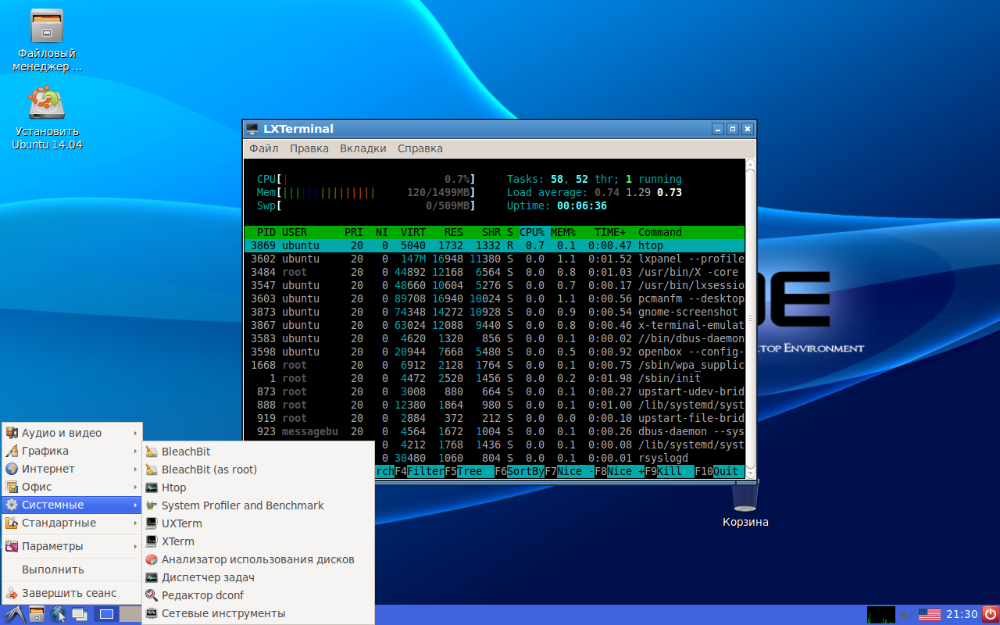 Файловый
менеджер ...
Установить
Ubuntu 14.04
LXTerminal
Файл Правка Вкладки Справка
CPU[| 0.7%] Tasks: 58, 52 thr; 1 running
Mem[||||||||||||||| 120/1499MB] Load average: 0.74 1.29 0.73
Swp[ 0/509MB] Uptime: 00:06:36
PID USER PRI NI VIRT RES SHR S CPU% MEM% TIME+ Command
3869 ubuntu 20 0 5040 1732 1332 R 0.7 0.1 0:00.47 htop
3602 ubuntu 20 0 147M 16948 11380 S 0.0 1.1 0:01.52 lxpanel --profile
3484 root 20 0 44892 12168 6564 S 0.0 0.8 0:01.03 /usr/bin/X -core
3547 ubuntu 20 0 48660 10604 5276 S 0.0 0.7 0:00.17 /usr/bin/lxsessio
3603 ubuntu 20 0 89708 16940 10024 S 0.0 1.1 0:00.56 pcmanfm --desktop
3873 ubuntu 20 0 74348 14272 10928 S 0.0 0.9 0:00.54 gnome-screenshot
3867 ubuntu 20 0 63024 12088 9440 S 0.0 0.8 0:00.46 x-terminal-emulat
3583 ubuntu 20 0 4620 1320 856 S 0.0 0.1 0:00.02 //bin/dbus-daemon
3598 ubuntu 20 0 20944 7668 5480 S 0.0 0.5 0:00.92 openbox --config-
1668 root 20 0 6912 2128 1764 S 0.0 0.1 0:00.75 /sbin/wpa_supplic
1 root 20 0 4472 2520 1456 S 0.0 0.2 0:01.98 /sbin/init
873 root 20 0 3008 880 664 S 0.0 0.1 0:00.27 upstart-udev-brid
888 root 20 0 12380 1864 980 S 0.0 0.1 0:01.00 /lib/systemd/syst
919 root 20 0 2884 372 212 S 0.0 0.0 0:00.10 upstart-file-brid
923 messagebu 20 0 4564 1672 1004 S 0.0 0.1 0:00.26 dbus-daemon --sys
0 4212 1768 1436 S 0.0 0.1 0:00.08 /lib/systemd/syst
0 30480 1060 804 S 0.0 0.1 0:00.01 rsyslogd
rchF4FilterF5Tree F6SortByF7Nice -F8Nice +F9Kill F10Quit
E
TOP ENVIRONMENT
Корзина
Аудио и видео
Графика
Интернет
Офис
Системные
Стандартные
Параметры
Выполнить
Завершить сеанс
BleachBit
BleachBit (as root)
Htop
System Profiler and Benchmark
UXTerm
XTerm
Анализатор использования дисков
Диспетчер задач
Редактор dconf
Сетевые инструменты
21:30